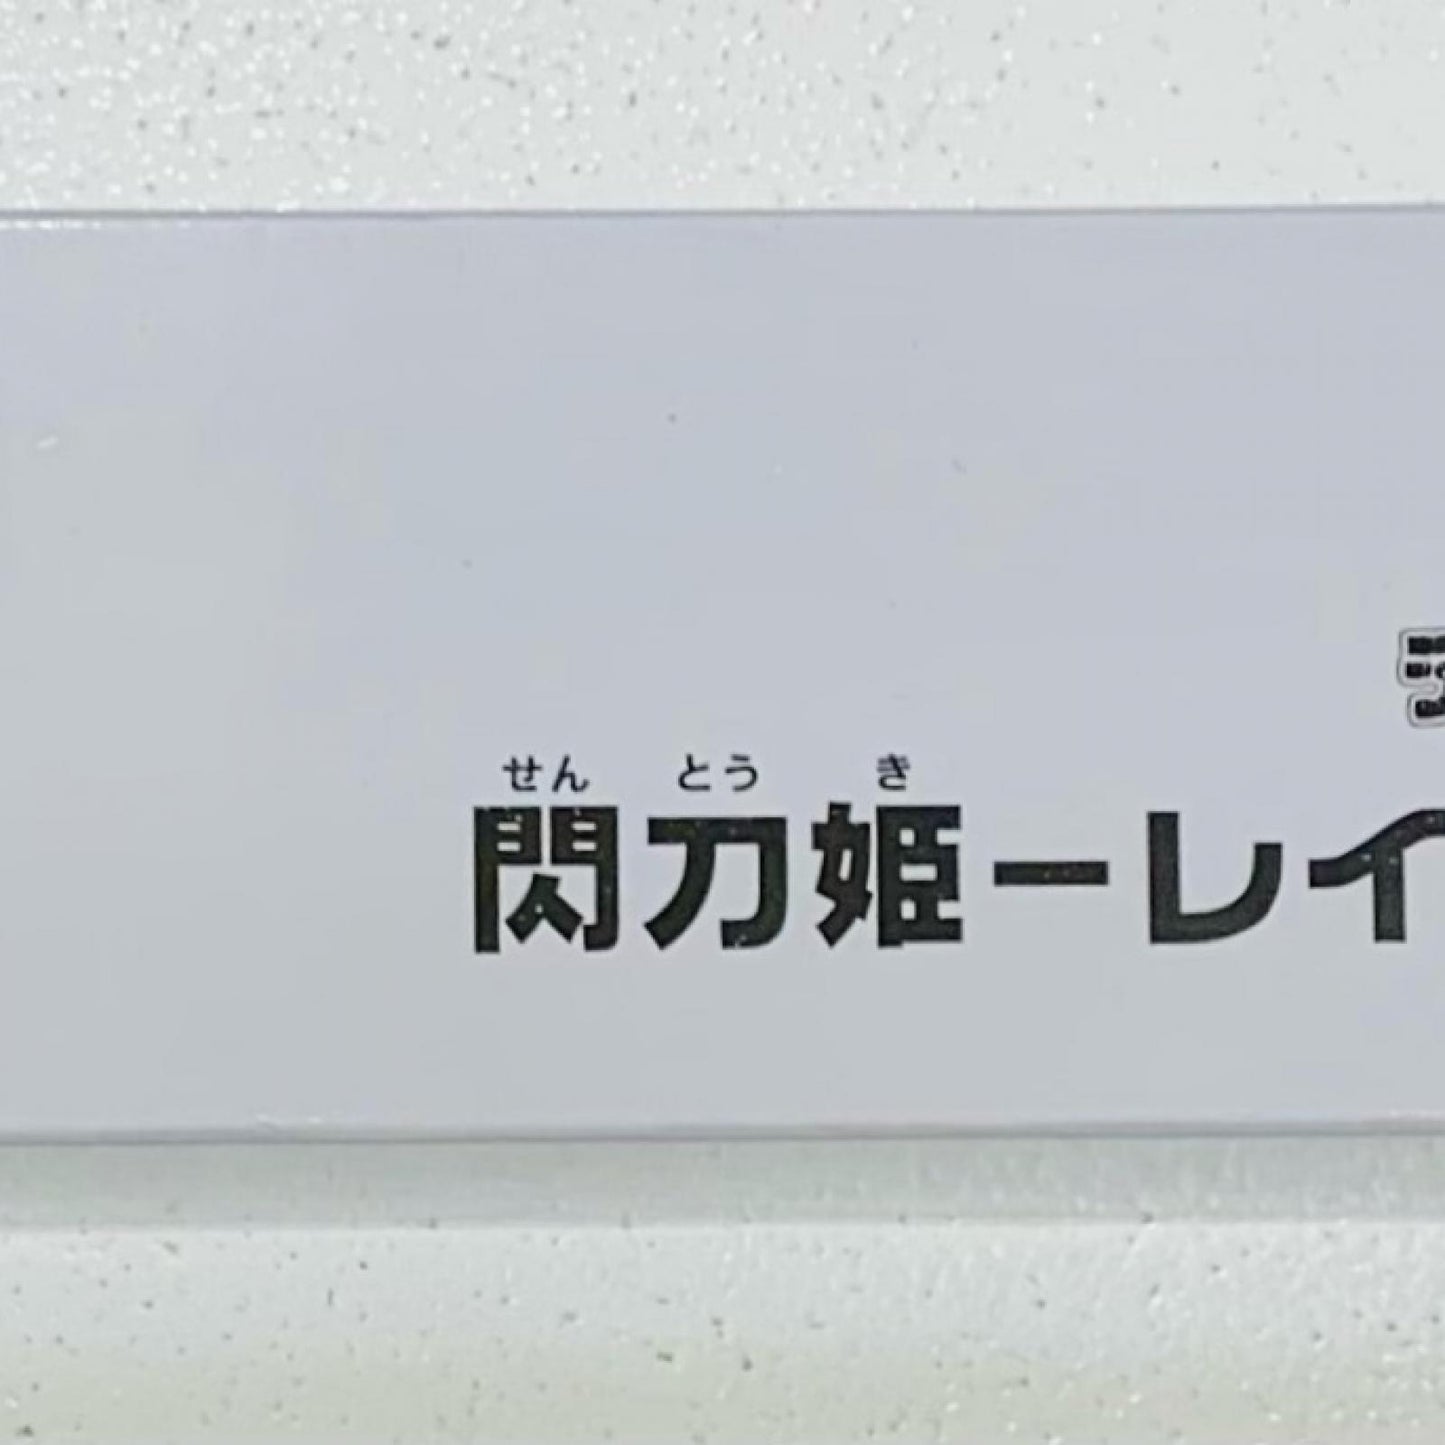 せん とう き
閃刀姫ーレイ